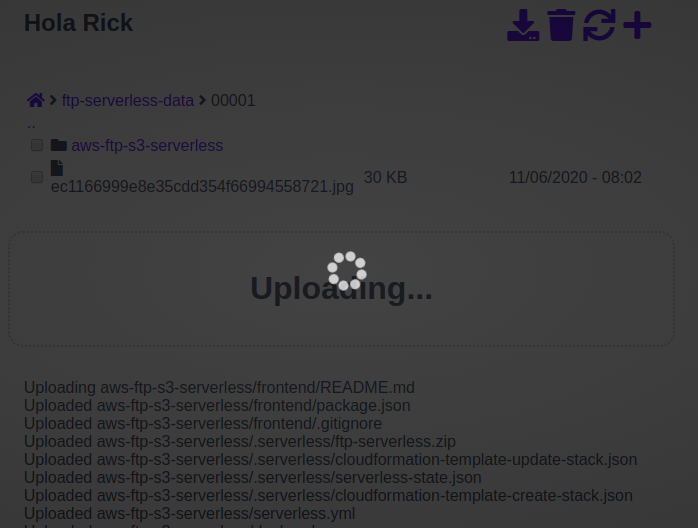 Hola Rick
ftp-serverless-data > 00001
..
aws-ftp-s3-serverless
ec1166999e8e35cdd354f66994558721.jpg 30 KB 11/06/2020 - 08:02
Uploading...
Uploading aws-ftp-s3-serverless/frontend/README.md
Uploaded aws-ftp-s3-serverless/frontend/package.json
Uploaded aws-ftp-s3-serverless/frontend/.gitignore
Uploaded aws-ftp-s3-serverless/.serverless/ftp-serverless.zip
Uploaded aws-ftp-s3-serverless/.serverless/cloudformation-template-update-stack.json
Uploaded aws-ftp-s3-serverless/.serverless/serverless-state.json
Uploaded aws-ftp-s3-serverless/.serverless/cloudformation-template-create-stack.json
Uploaded aws-ftp-s3-serverless/serverless.yml